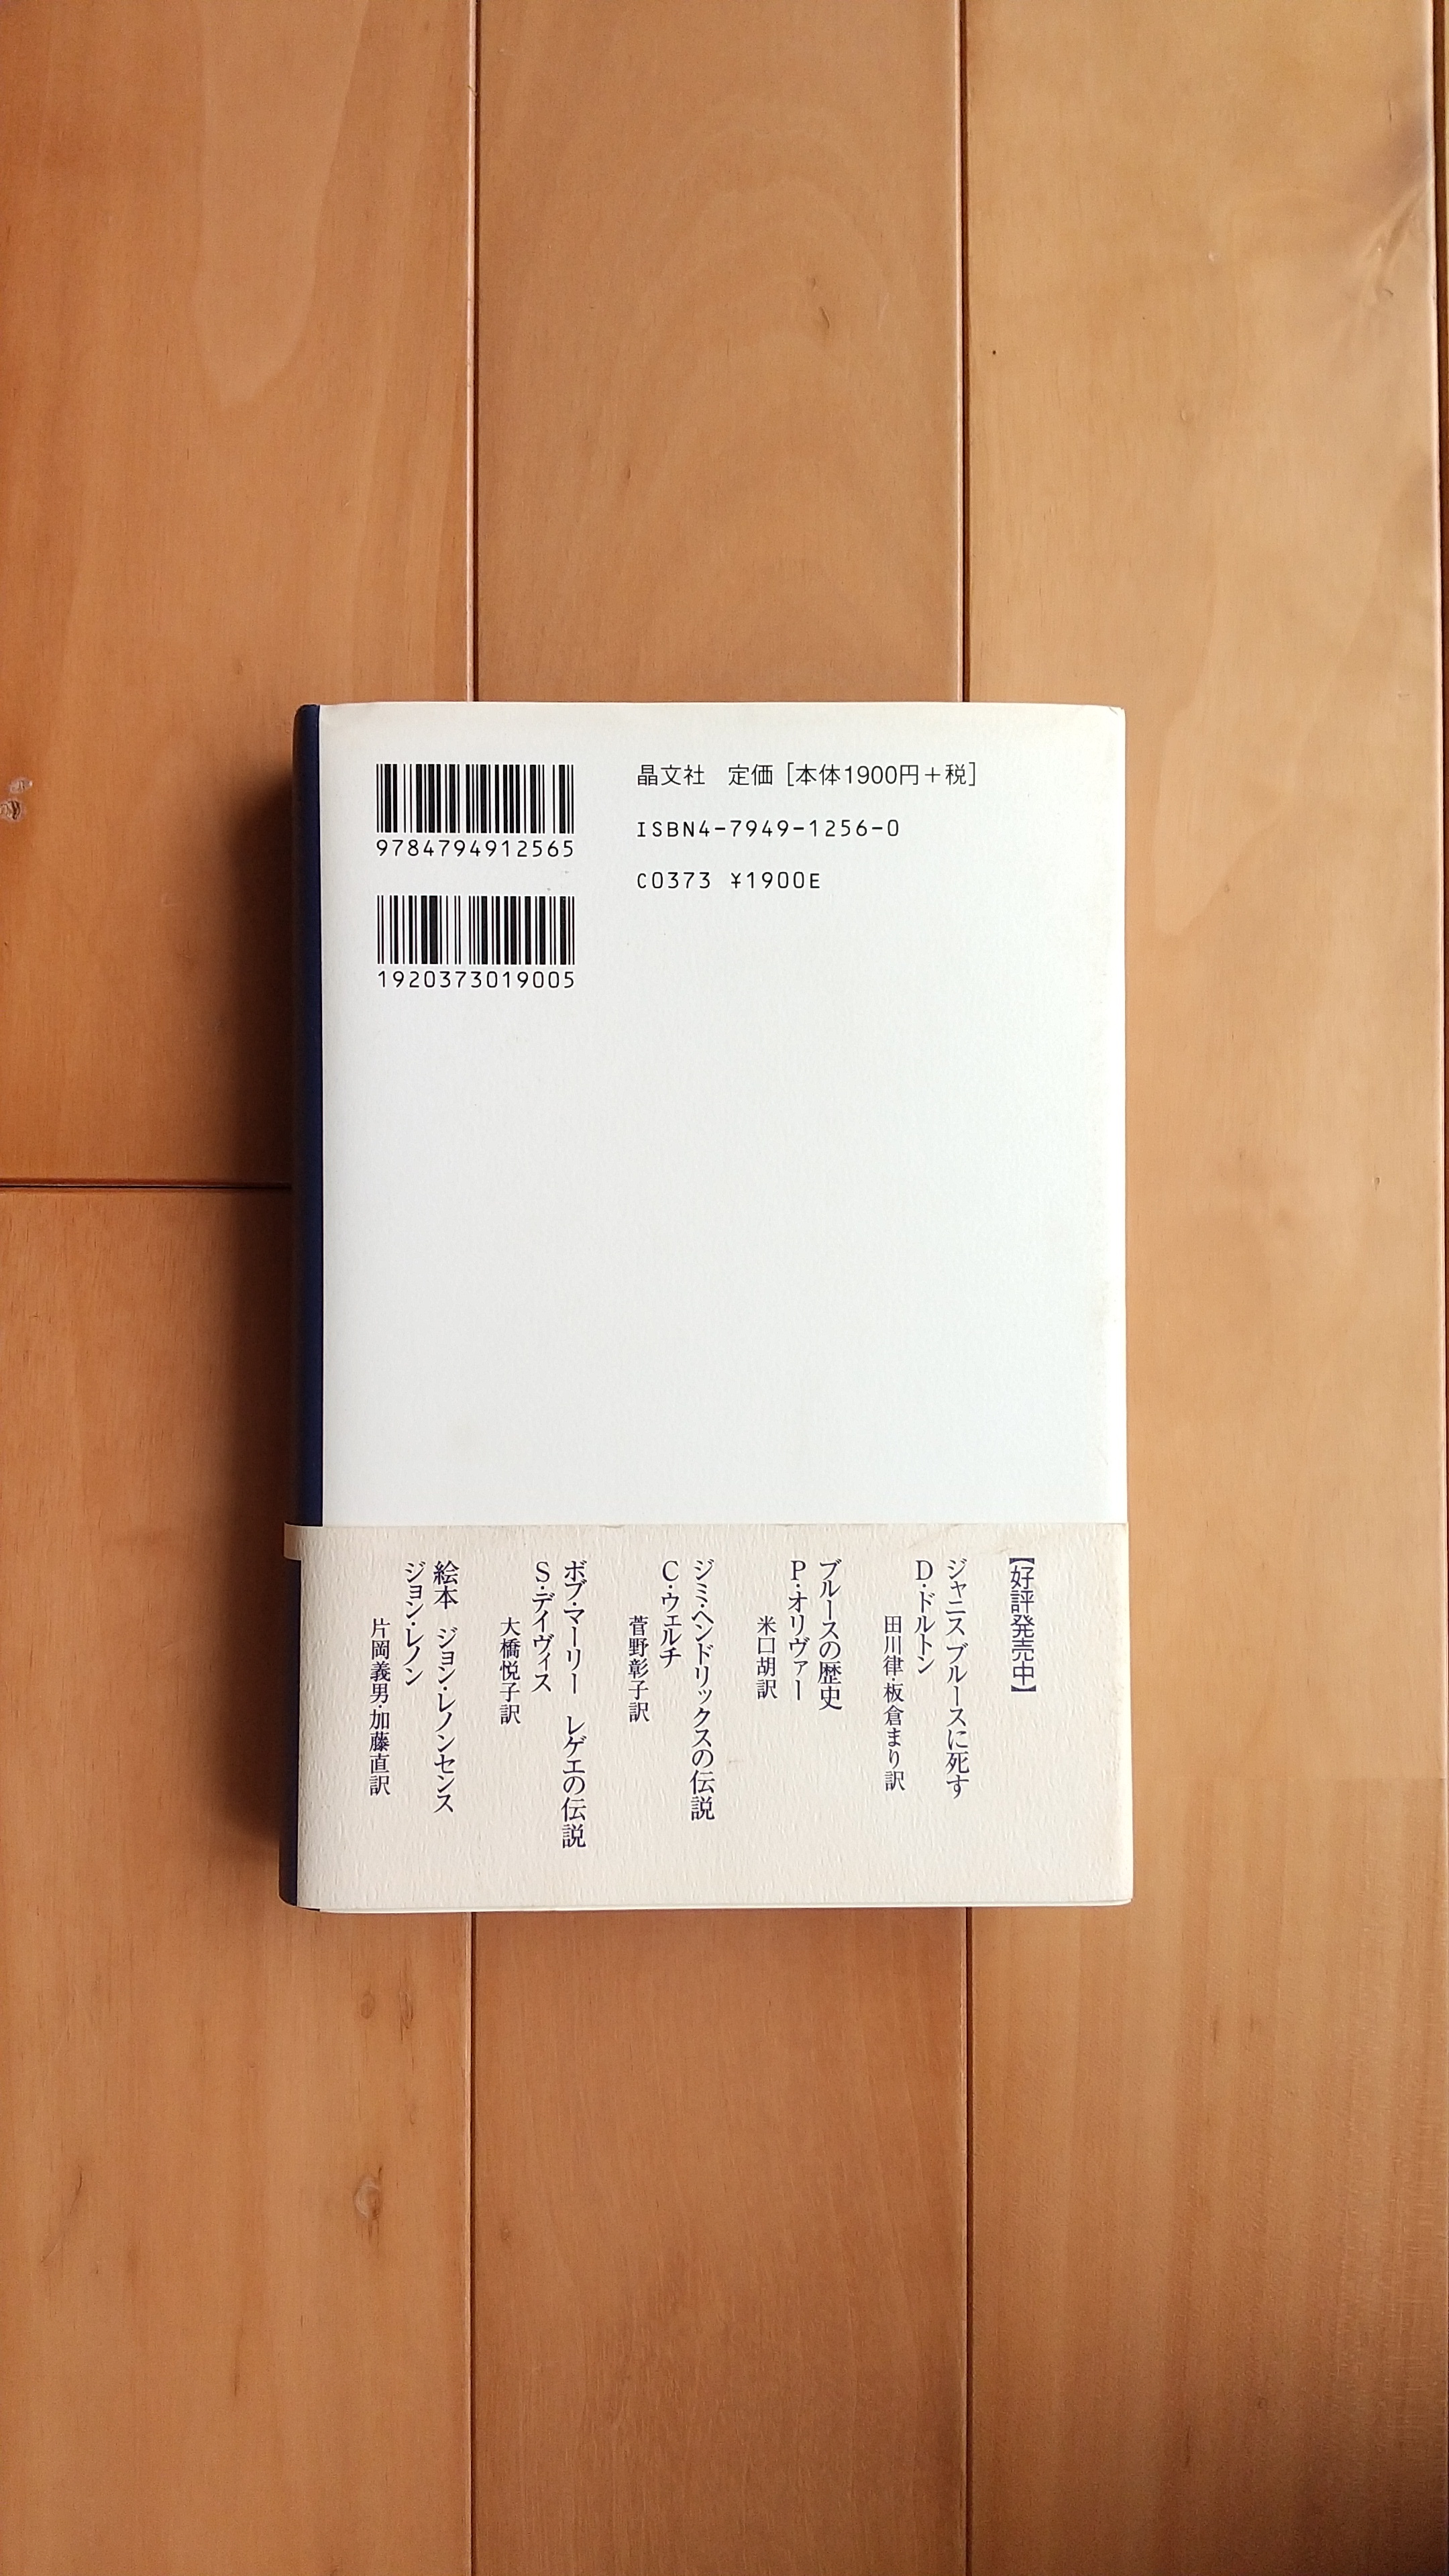 9784794912565
1920373019005
晶文社　定価［本体1900円＋税］
ISBN4-7949-1256-0
C0373 ¥1900E
【好評発売中】
ジャニス ブルースに死す
D・ドルトン
田川律・板倉まり訳
ブルースの歴史
P・オリヴァー
米口胡訳
ジミ・ヘンドリックスの伝説
C・ウェルチ
菅野彰子訳
ボブ・マーリー　レゲエの伝説
S・デイヴィス
大橋悦子訳
絵本　ジョン・レノンセンス
ジョン・レノン
片岡義男・加藤直訳